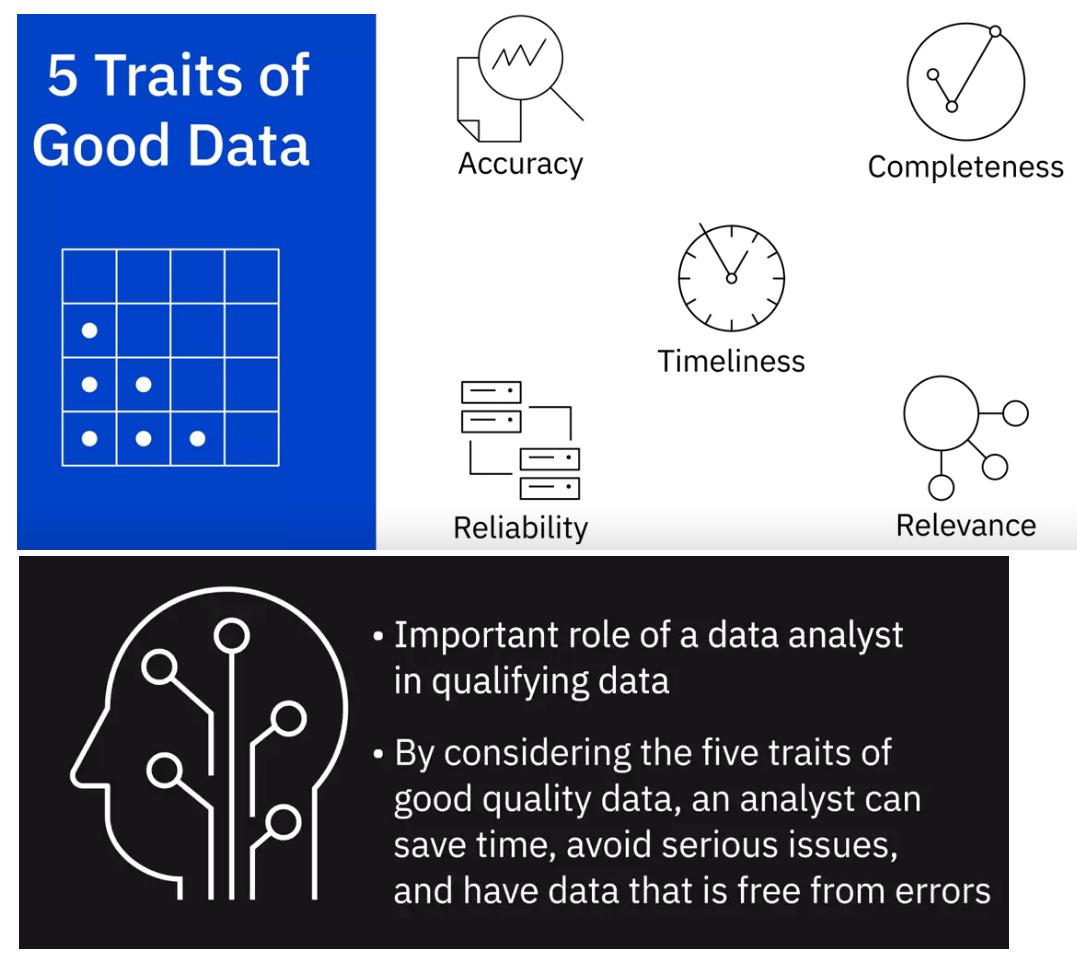 5 Traits of
Good Data
Accuracy
Completeness
Timeliness
Reliability
Relevance
• Important role of a data analyst
in qualifying data
• By considering the five traits of
good quality data, an analyst can
save time, avoid serious issues,
and have data that is free from errors